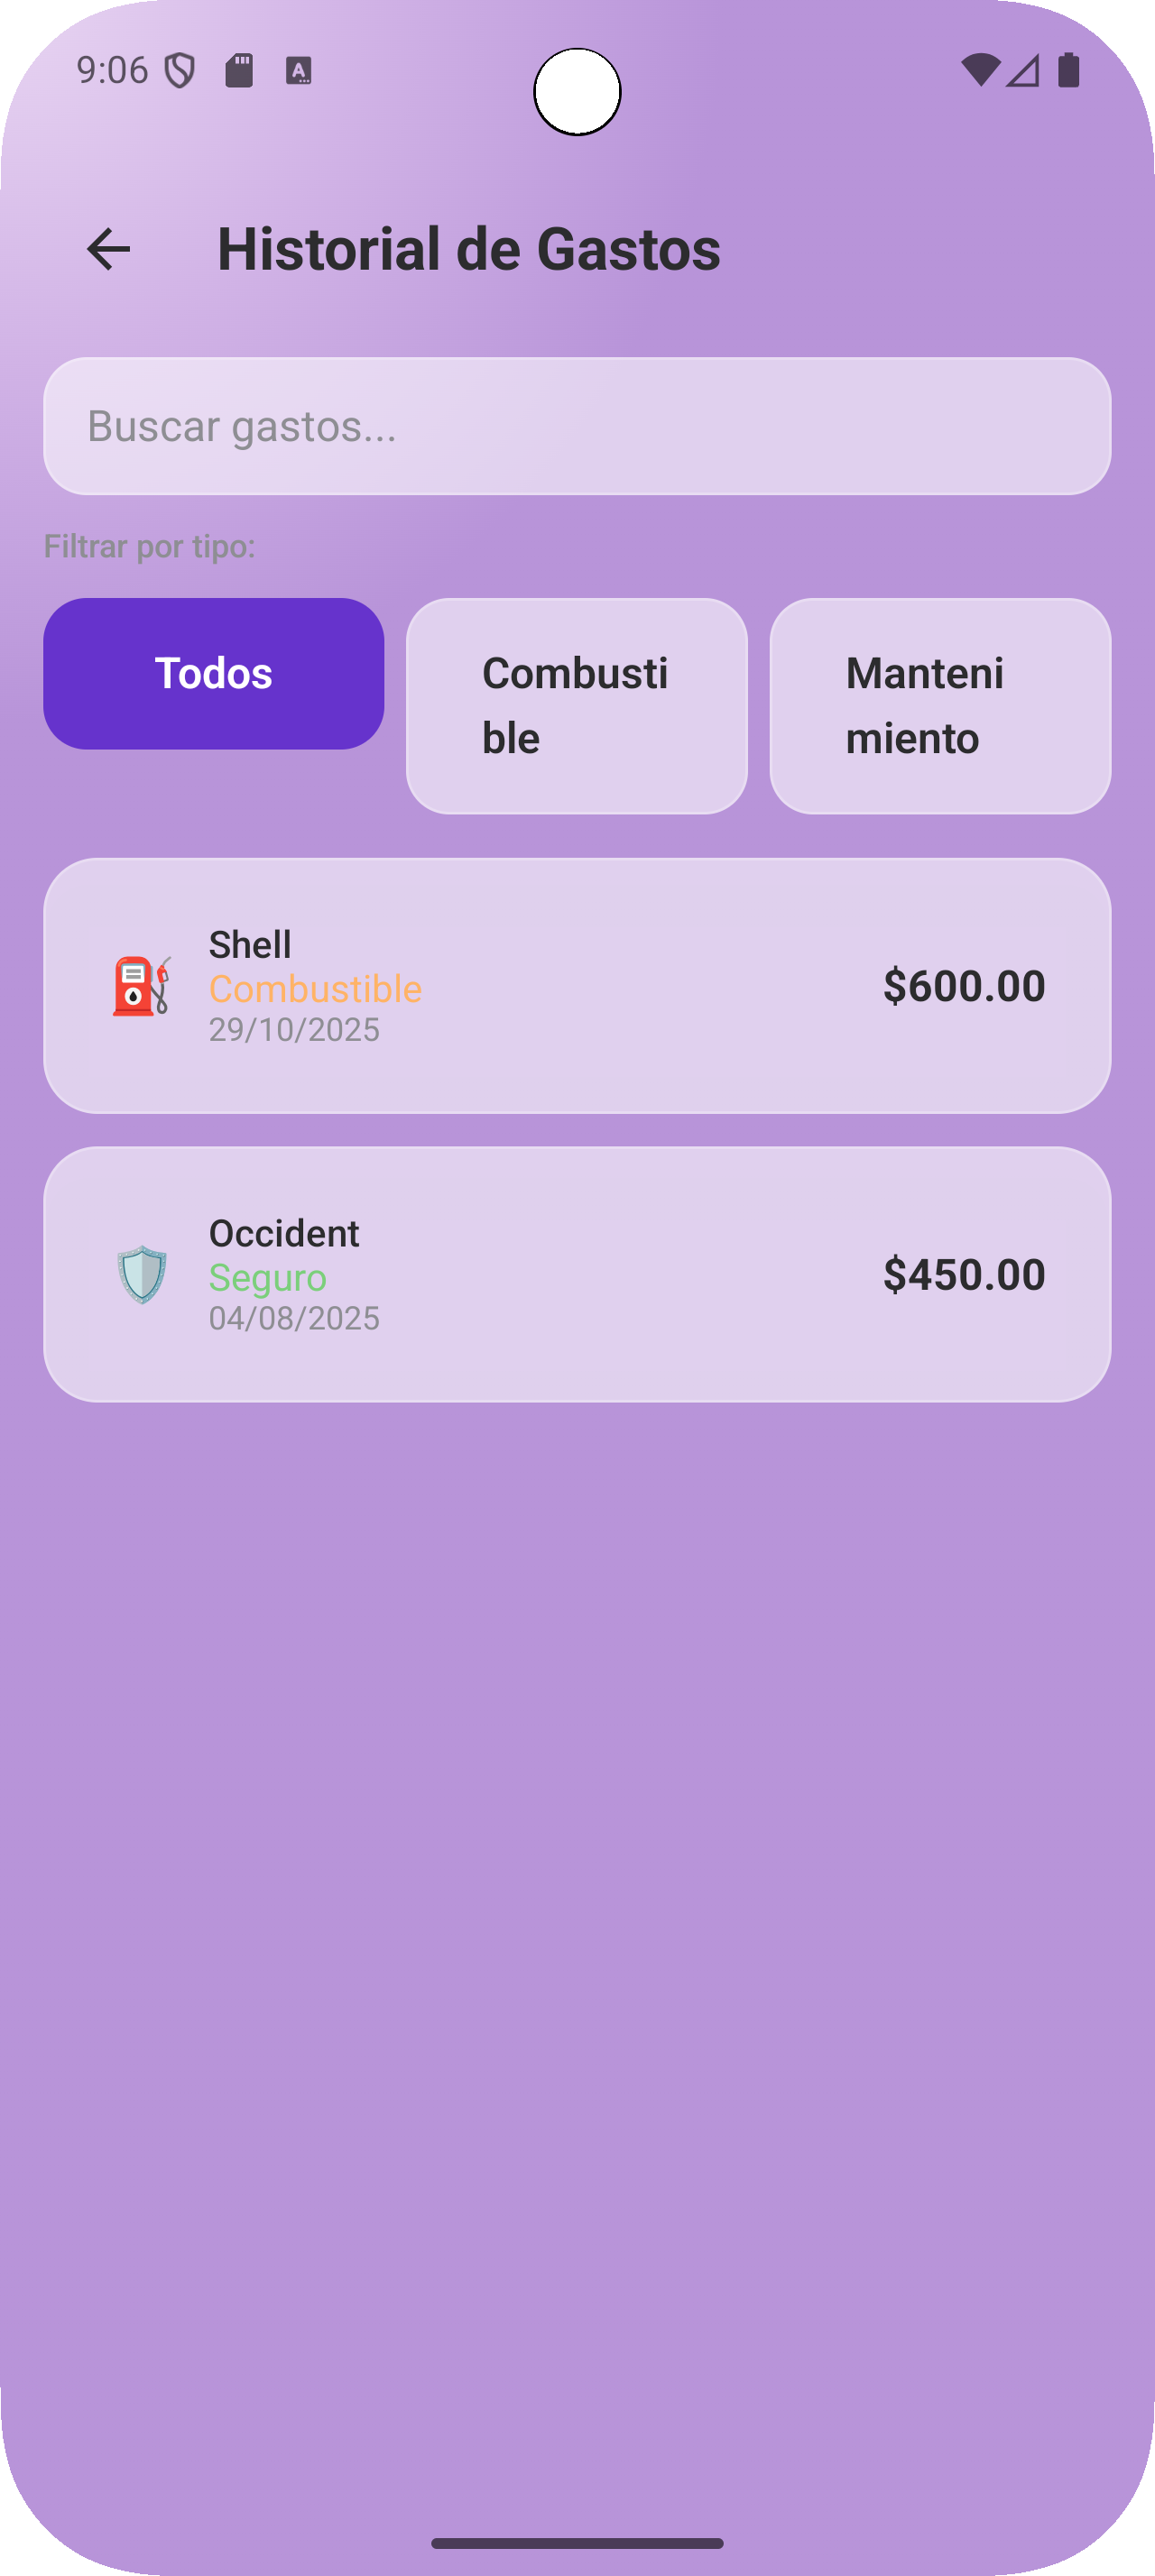 9:06
Historial de Gastos
Buscar gastos...
Filtrar por tipo:
Todos
Combusti
ble
Manteni
miento
Shell
Combustible
29/10/2025
$600.00
Occident
Seguro
04/08/2025
$450.00